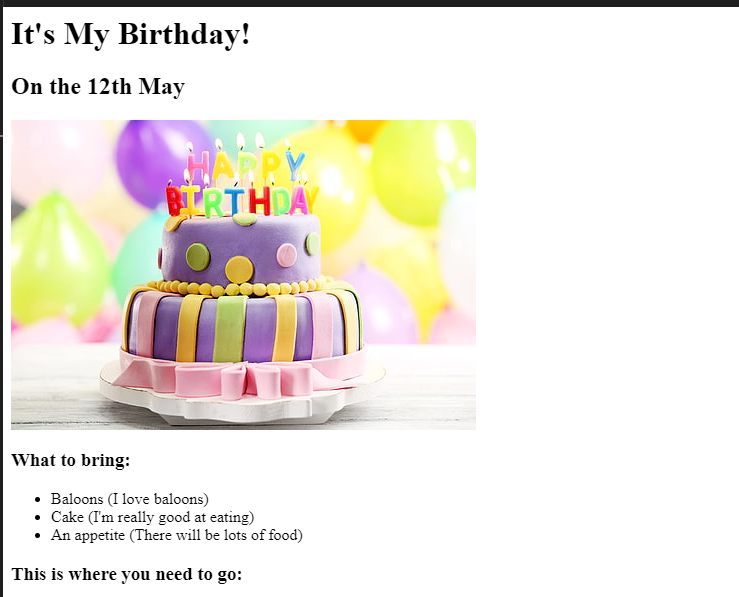 It's My Birthday!
On the 12th May
HAPPY
BIRTHDAY
What to bring:
Baloons (I love baloons)
Cake (I'm really good at eating)
An appetite (There will be lots of food)
This is where you need to go: